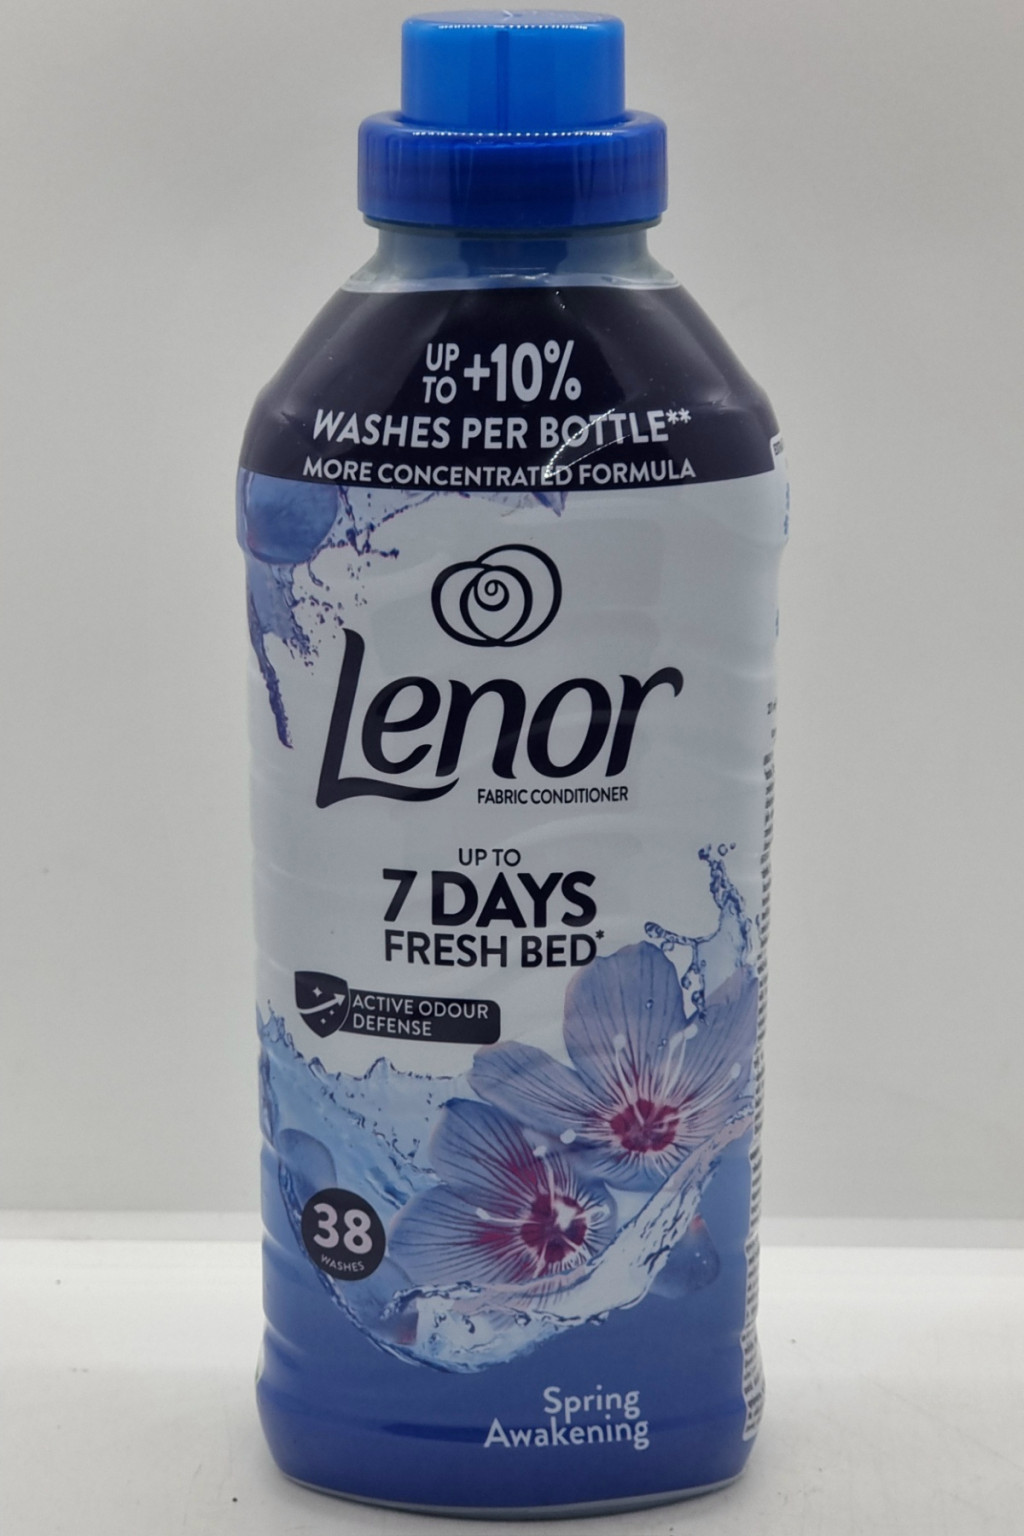 UP TO +10%
WASHES PER BOTTLE**
MORE CONCENTRATED FORMULA
Lenor
FABRIC CONDITIONER
UP TO
7 DAYS
FRESH BED*
ACTIVE ODOUR
DEFENSE
38
WASHES
Spring
Awakening